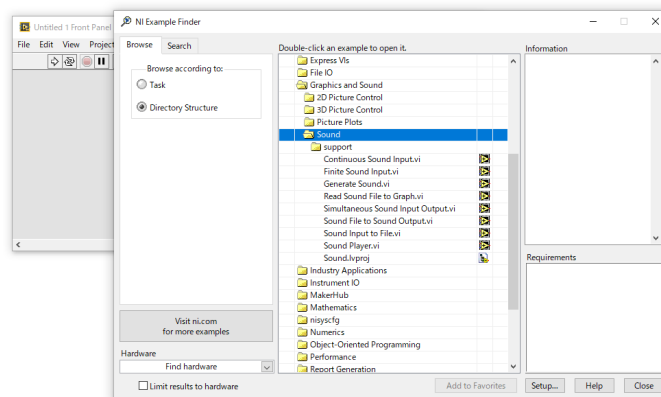 Untitled 1 Front Panel
File Edit View Project
NI Example Finder
Browse Search
Browse according to:
Task
Directory Structure
Visit ni.com
for more examples
Hardware
Find hardware
Limit results to hardware
Double-click an example to open it.
Express VIs
File IO
Graphics and Sound
2D Picture Control
3D Picture Control
Picture Plots
Sound
support
Continuous Sound Input.vi
Finite Sound Input.vi
Generate Sound.vi
Read Sound File to Graph.vi
Simultaneous Sound Input Output.vi
Sound File to Sound Output.vi
Sound Input to File.vi
Sound Player.vi
Sound.lvproj
Industry Applications
Instrument IO
MakerHub
Mathematics
nisyscfg
Numerics
Object-Oriented Programming
Performance
Report Generation
Information
Requirements
Add to Favorites Setup... Help Close